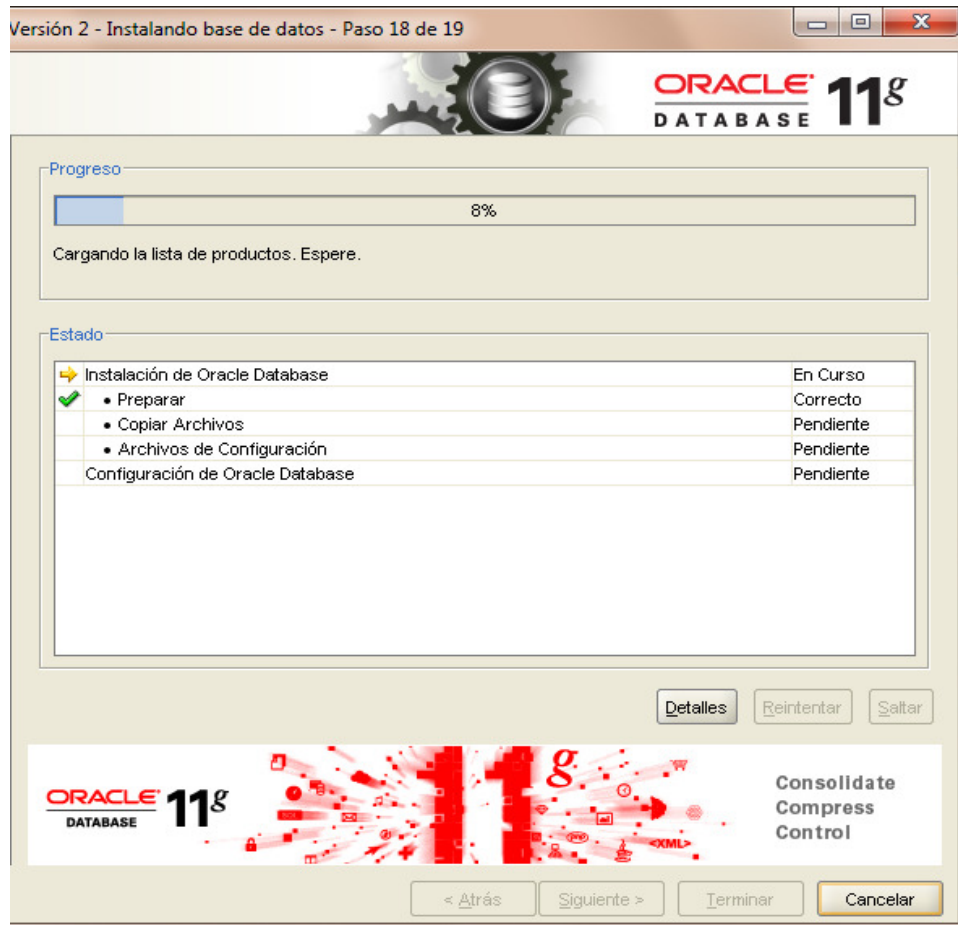 Versión 2 - Instalando base de datos - Paso 18 de 19
ORACLE
DATABASE
11g
Progreso
8%
Cargando la lista de productos. Espere.
Estado
Instalación de Oracle Database En Curso
• Preparar Correcto
• Copiar Archivos Pendiente
• Archivos de Configuración Pendiente
Configuración de Oracle Database Pendiente
Detalles Reintentar Saltar
ORACLE
DATABASE
11g
11g
php
<XML>
Consolidate
Compress
Control
< Atrás Siguiente > Terminar Cancelar